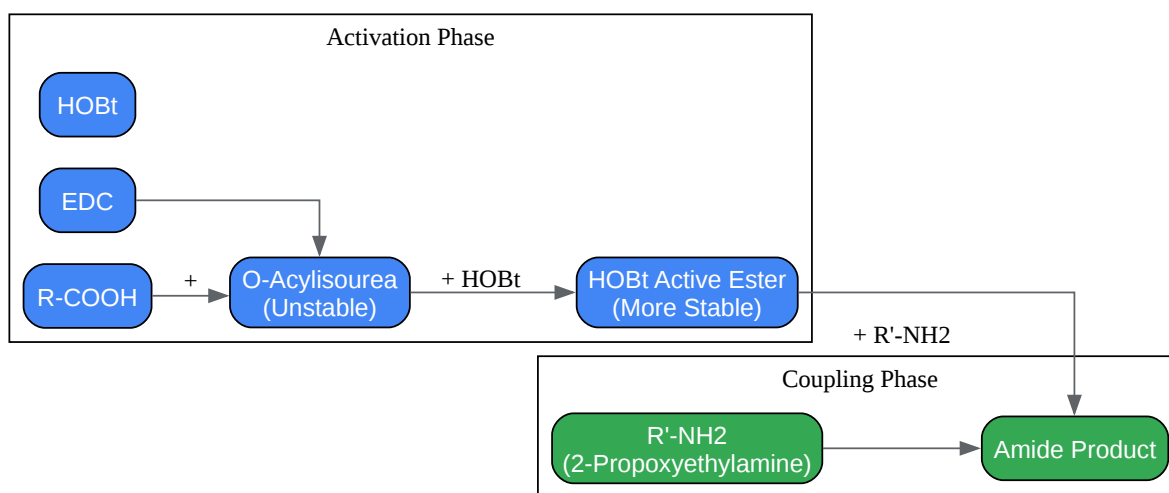 Activation Phase
HOBt
EDC
R-COOH
+
O-Acylisourea
(Unstable)
+ HOBt
HOBt Active Ester
(More Stable)
+ R'-NH2
Coupling Phase
R'-NH2
(2-Propoxyethylamine)
Amide Product